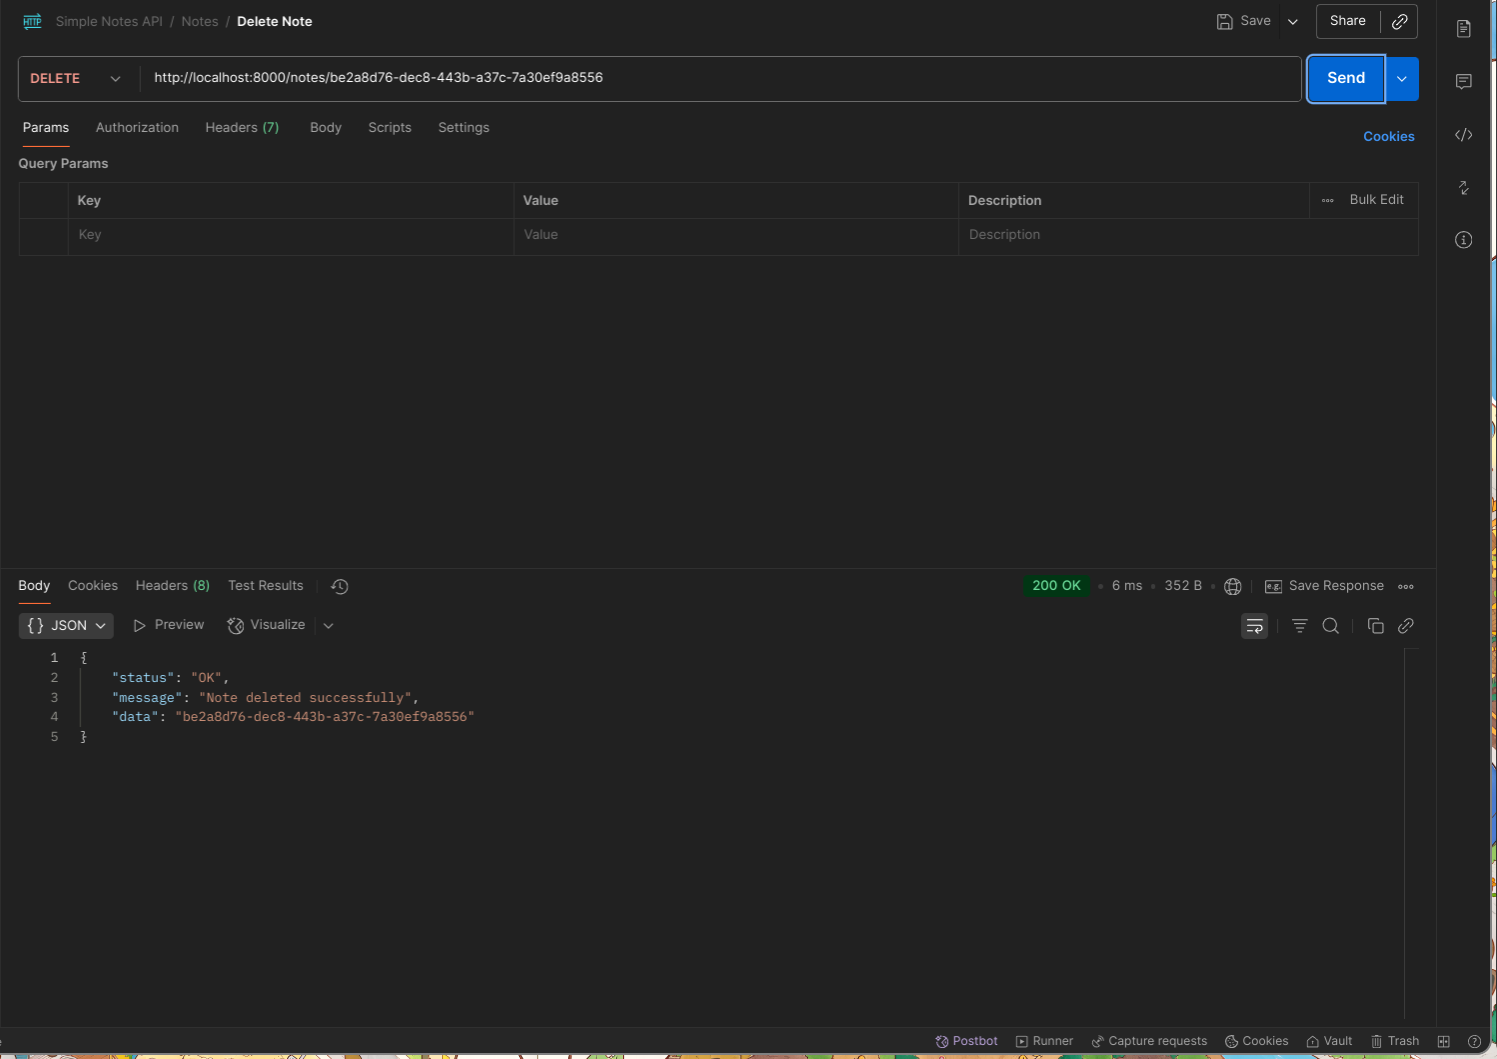 HTTP Simple Notes API / Notes / Delete Note Save Share
DELETE http://localhost:8000/notes/be2a8d76-dec8-443b-a37c-7a30ef9a8556 Send
Params Authorization Headers (7) Body Scripts Settings Cookies
Query Params
Key Value Description Bulk Edit
Key Value Description
Body Cookies Headers (8) Test Results 200 OK • 6 ms • 352 B • e.g. Save Response
{} JSON Preview Visualize
1 {
2 "status": "OK",
3 "message": "Note deleted successfully",
4 "data": "be2a8d76-dec8-443b-a37c-7a30ef9a8556"
5 }
Postbot Runner Capture requests Cookies Vault Trash